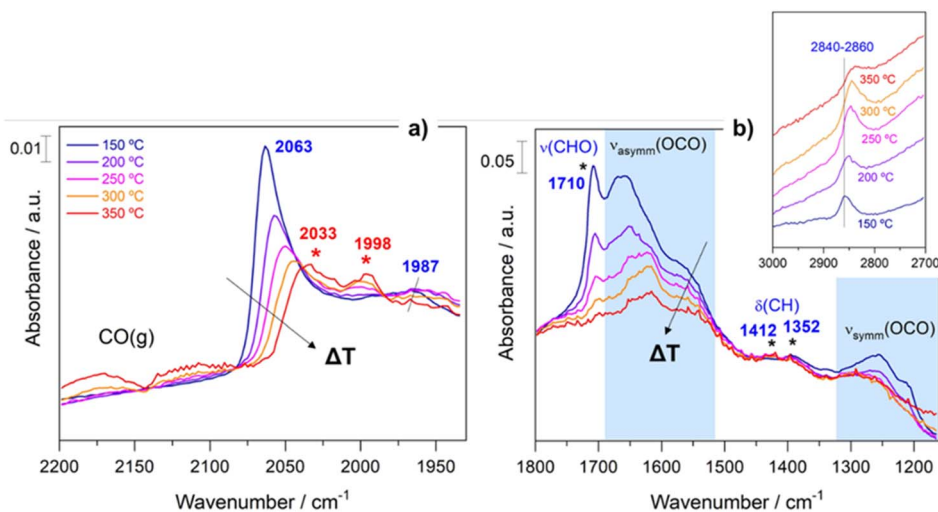 a)
0.01
150 ºC
200 ºC
250 ºC
300 ºC
350 ºC
2063
2033
*
1998
*
1987
CO(g)
ΔT
Absorbance / a.u.
2200 2150 2100 2050 2000 1950
Wavenumber / cm⁻¹
b)
0.05
ν(CHO)
* 
1710
νasymm(OCO)
ΔT
δ(CH)
1412 1352
* *
νsymm(OCO)
Absorbance / a.u.
1800 1700 1600 1500 1400 1300 1200
Wavenumber / cm⁻¹
2840-2860
350 ºC
300 ºC
250 ºC
200 ºC
150 ºC
3000 2900 2800 2700